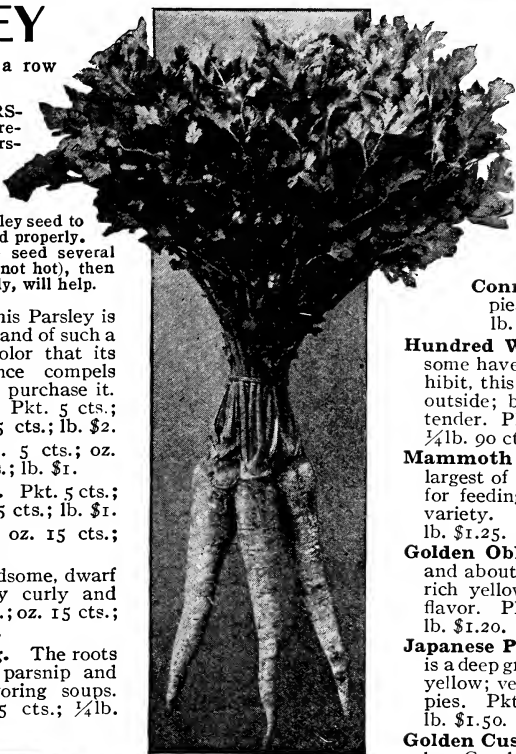 EY
a row
RS-
re-
rs-
ley seed to
d properly.
seed several
not hot), then
ly, will help.
his Parsley is
and of such a
olor that its
nce compels
purchase it.
Pkt. 5 cts.;
5 cts.; lb. $2.
. 5 cts.; oz.
s.; lb. $1.
. Pkt. 5 cts.;
5 cts.; lb. $1.
oz. 15 cts.;
dsome, dwarf
y curly and
.; oz. 15 cts.;
. The roots
parsnip and
voring soups.
5 cts.; ¼lb.
Conn
pie
lb.
Hundred W
some have
hibit, this
outside; b
tender. P
¼lb. 90 ct
Mammoth
largest of
for feeding
variety.
lb. $1.25.
Golden Obl
and about
rich yellow
flavor. P
lb. $1.20.
Japanese P
is a deep gr
yellow; ve
pies. Pkt
lb. $1.50.
Golden Cus